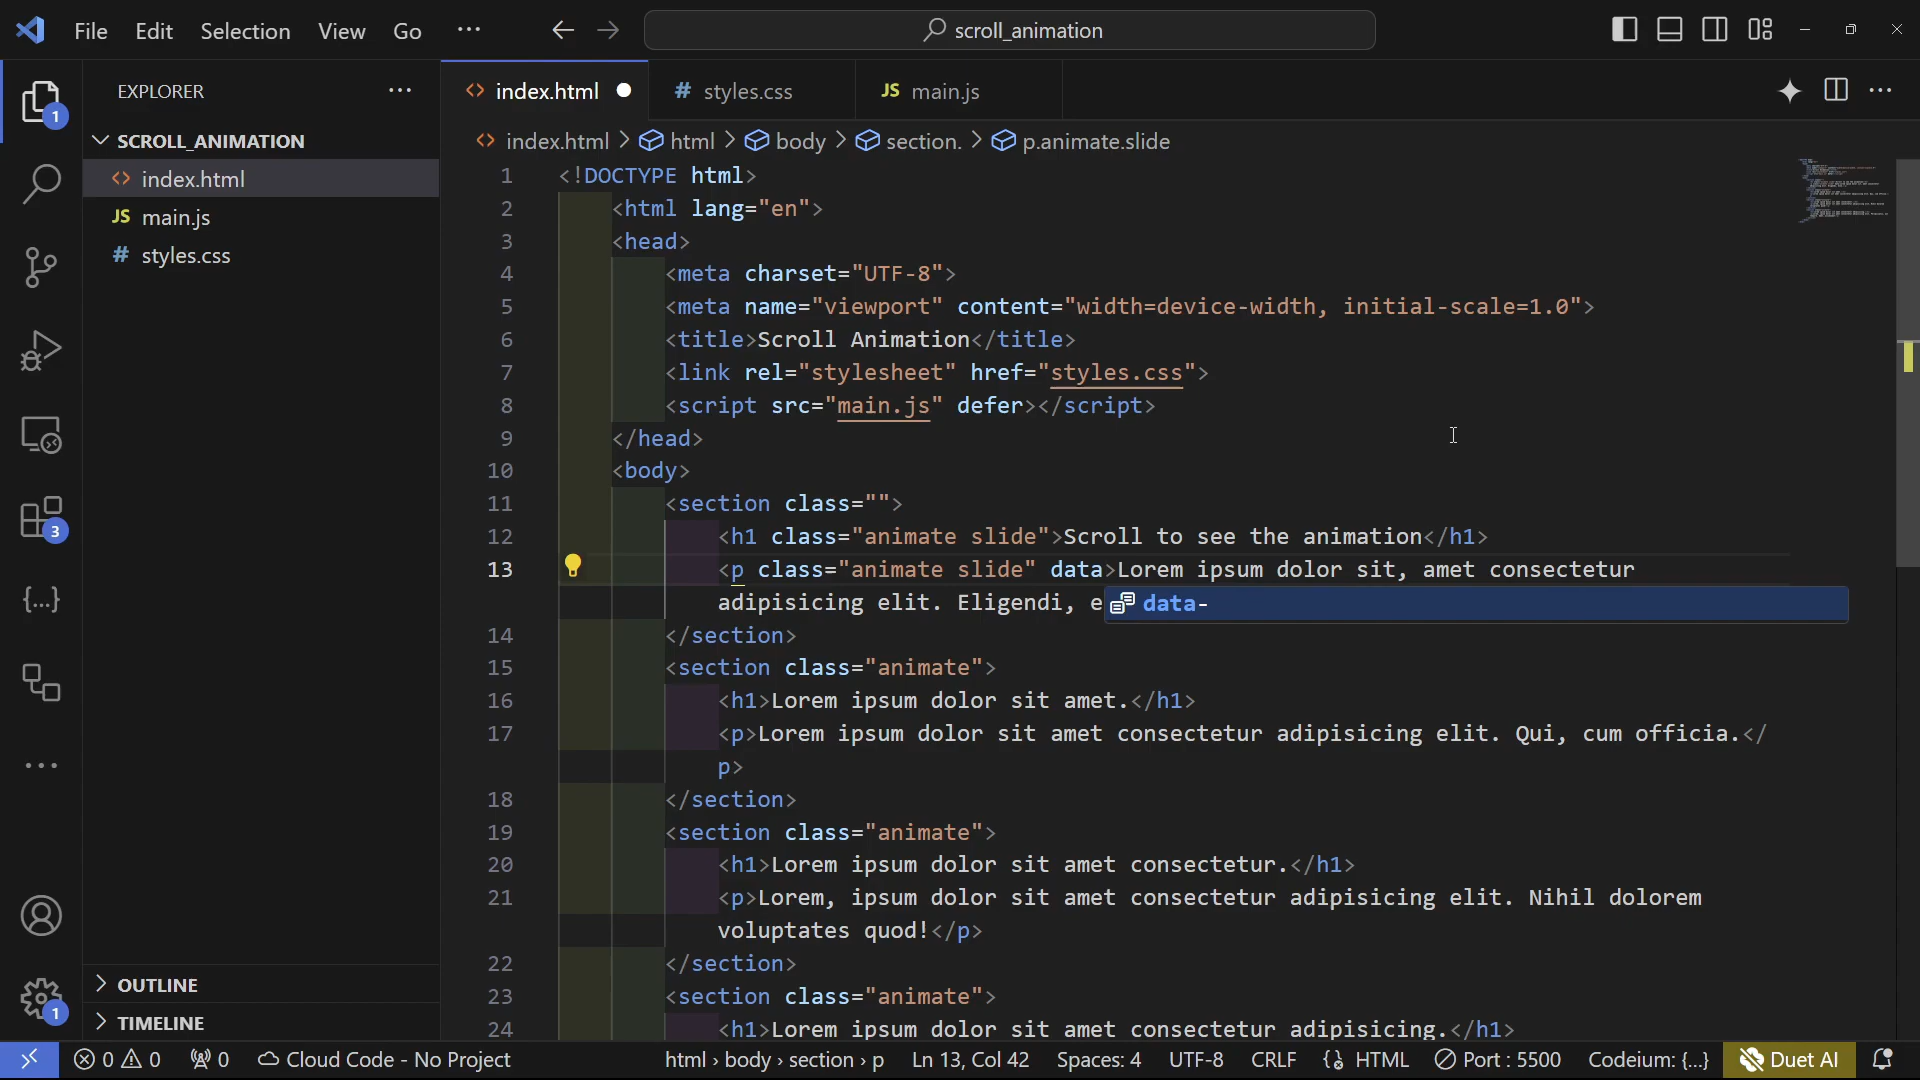 File Edit Selection View Go ··· scroll_animation
EXPLORER ···
SCROLL_ANIMATION
index.html
JS main.js
# styles.css
OUTLINE
TIMELINE
1
3
{...}
1
<> index.html # styles.css JS main.js
<> index.html > html > body > section. > p.animate.slide
1 <!DOCTYPE html>
2 <html lang="en">
3 <head>
4 <meta charset="UTF-8">
5 <meta name="viewport" content="width=device-width, initial-scale=1.0">
6 <title>Scroll Animation</title>
7 <link rel="stylesheet" href="styles.css">
8 <script src="main.js" defer></script>
9 </head>
10 <body>
11 <section class="">
12 <h1 class="animate slide">Scroll to see the animation</h1>
13 <p class="animate slide" data>Lorem ipsum dolor sit, amet consectetur
adipisicing elit. Eligendi, e
data-
14 </section>
15 <section class="animate">
16 <h1>Lorem ipsum dolor sit amet.</h1>
17 <p>Lorem ipsum dolor sit amet consectetur adipisicing elit. Qui, cum officia.</
p>
18 </section>
19 <section class="animate">
20 <h1>Lorem ipsum dolor sit amet consectetur.</h1>
21 <p>Lorem, ipsum dolor sit amet consectetur adipisicing elit. Nihil dolorem
voluptates quod!</p>
22 </section>
23 <section class="animate">
24 <h1>Lorem ipsum dolor sit amet consectetur adipisicing.</h1>
0 0 0 Cloud Code - No Project html › body › section › p Ln 13, Col 42 Spaces: 4 UTF-8 CRLF HTML Port : 5500 Codeium: {...} Duet AI